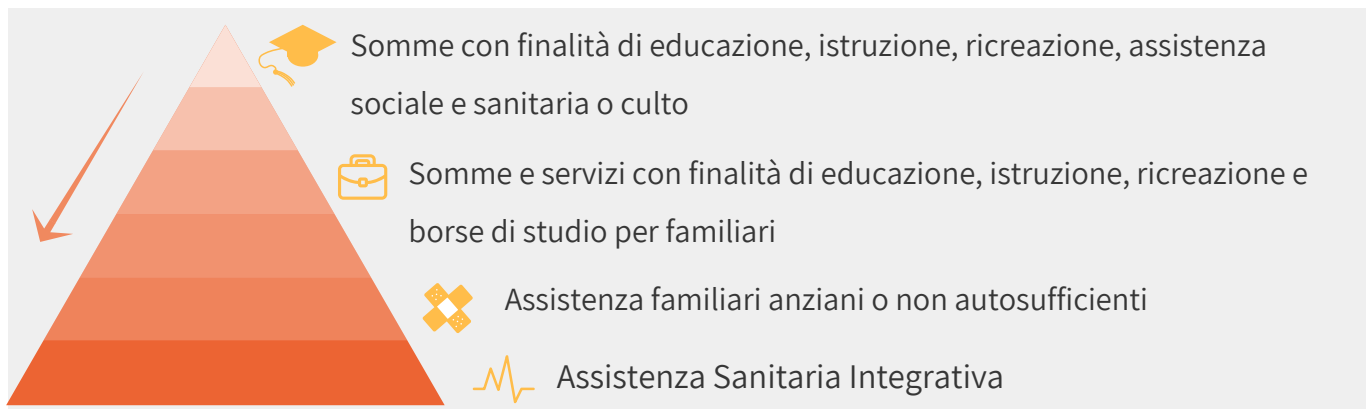 Somme con finalità di educazione, istruzione, ricreazione, assistenza
sociale e sanitaria o culto
Somme e servizi con finalità di educazione, istruzione, ricreazione e
borse di studio per familiari
Assistenza familiari anziani o non autosufficienti
Assistenza Sanitaria Integrativa